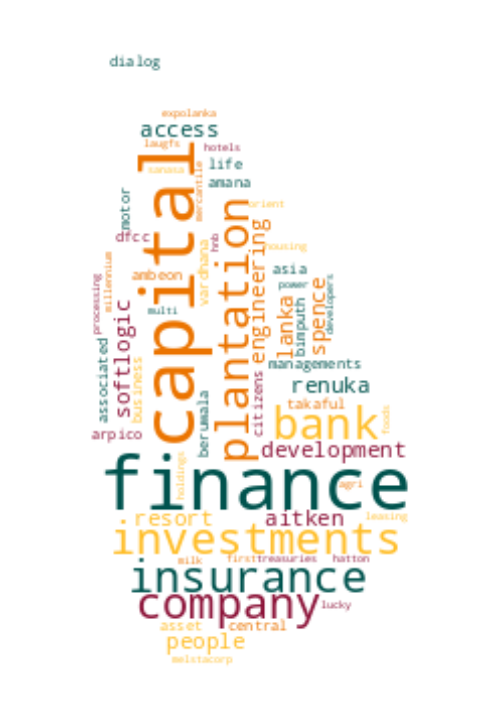 dialog
expolanka
access
laugfs
hotels
capital
sanasa
mercantile
life
amana
motor
plantation
orient
dfcc
hnb
engineering
housing
vardhana
ambeon
asia
power
developers
processing
millennium
multi
softlogic
lanka
bimputh
spence
associated
business
managements
citizens
renuka
berumala
takaful
bank
foods
arpico
development
finance
holdings
agri
resort
aitken
leasing
investments
milk
first
treasuries
hatton
insurance
company
lucky
asset
central
people
melstacorp